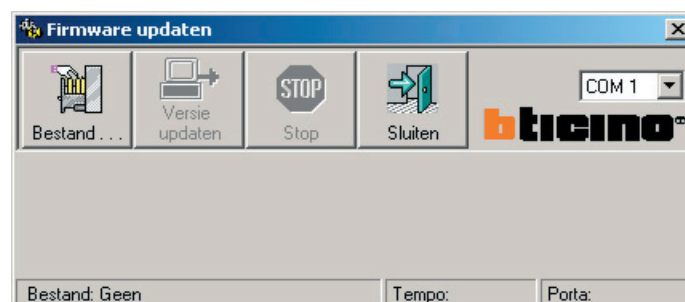 Firmware updaten
Bestand . . .
Versie
updaten
Stop
STOP
Sluiten
COM 1
bticino
Bestand: Geen
Tempo:
Porta: